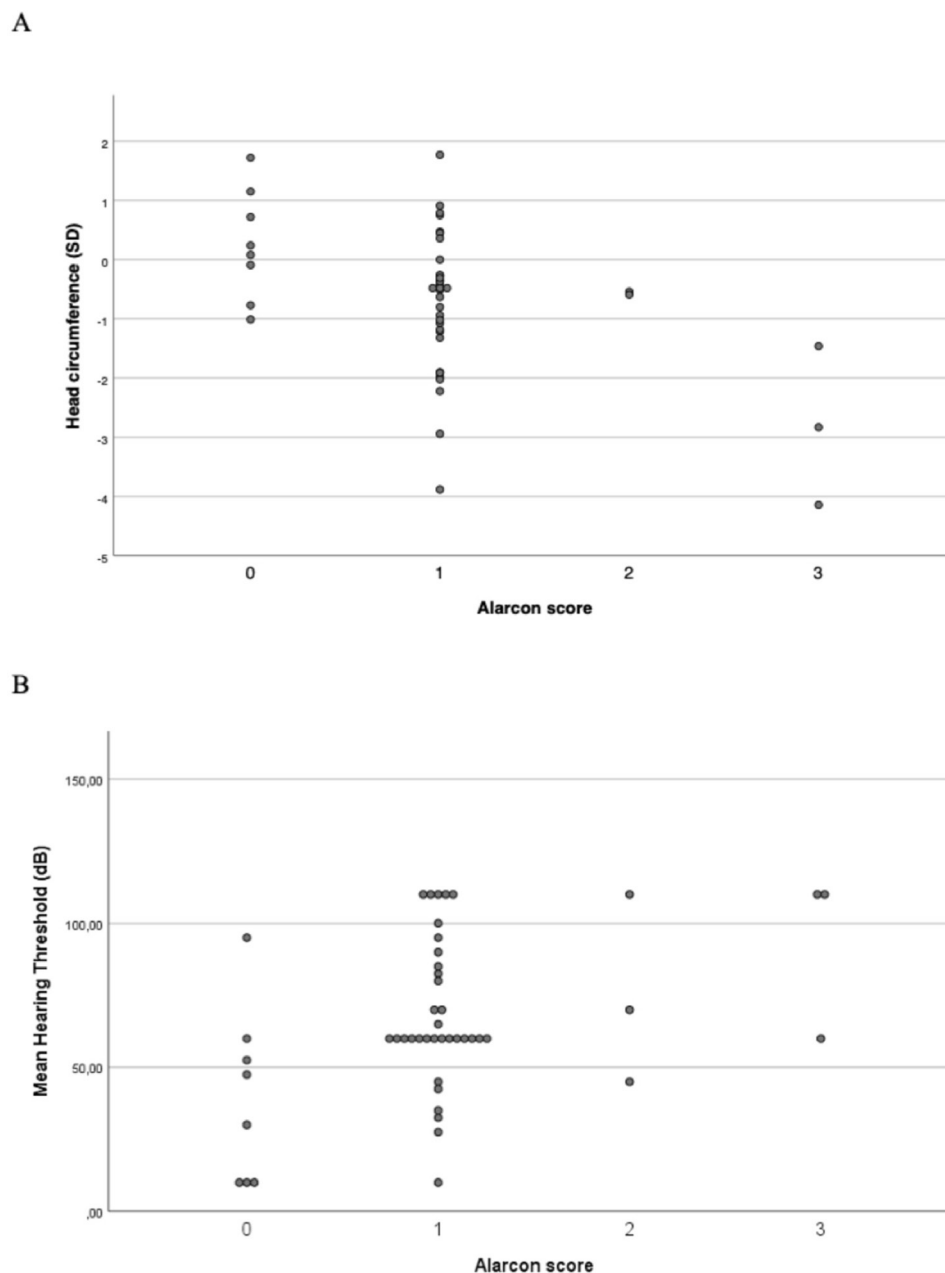 A
2
1
0
-1
-2
-3
-4
-5
Head circumference (SD)
0 1 2 3
Alarcon score
B
150,00
100,00
50,00
,00
Mean Hearing Threshold (dB)
0 1 2 3
Alarcon score